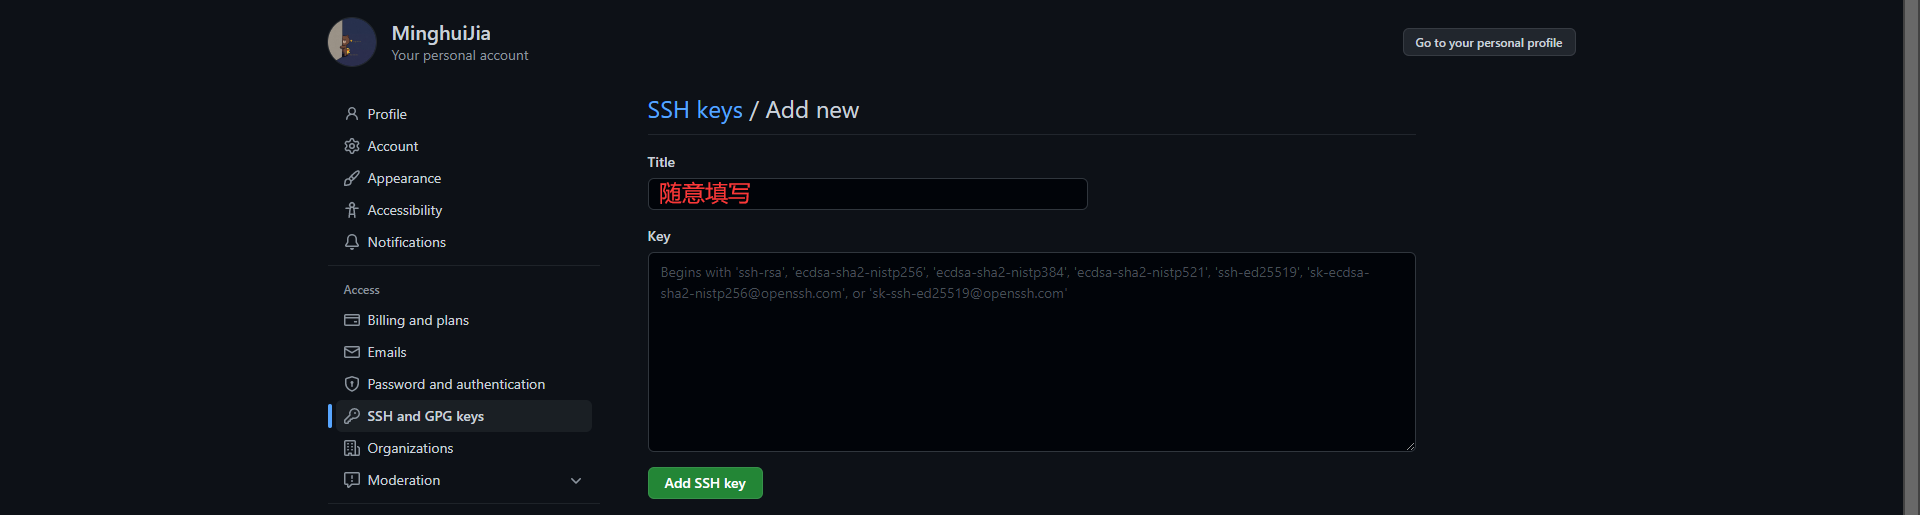 MinghuiJia
Your personal account
Go to your personal profile
Profile
Account
Appearance
Accessibility
Notifications
Access
Billing and plans
Emails
Password and authentication
SSH and GPG keys
Organizations
Moderation
SSH keys / Add new
Title
随意填写
Key
Begins with 'ssh-rsa', 'ecdsa-sha2-nistp256', 'ecdsa-sha2-nistp384', 'ecdsa-sha2-nistp521', 'ssh-ed25519', 'sk-ecdsa-
sha2-nistp256@openssh.com', or 'sk-ssh-ed25519@openssh.com'
Add SSH key